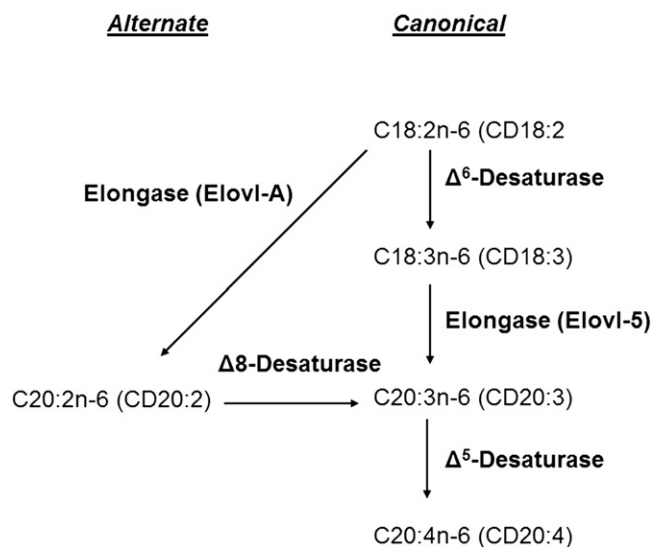 Alternate
Canonical
C18:2n-6 (CD18:2
Δ⁶-Desaturase
Elongase (Elovl-A)
C18:3n-6 (CD18:3)
Elongase (Elovl-5)
Δ8-Desaturase
C20:2n-6 (CD20:2)
C20:3n-6 (CD20:3)
Δ⁵-Desaturase
C20:4n-6 (CD20:4)